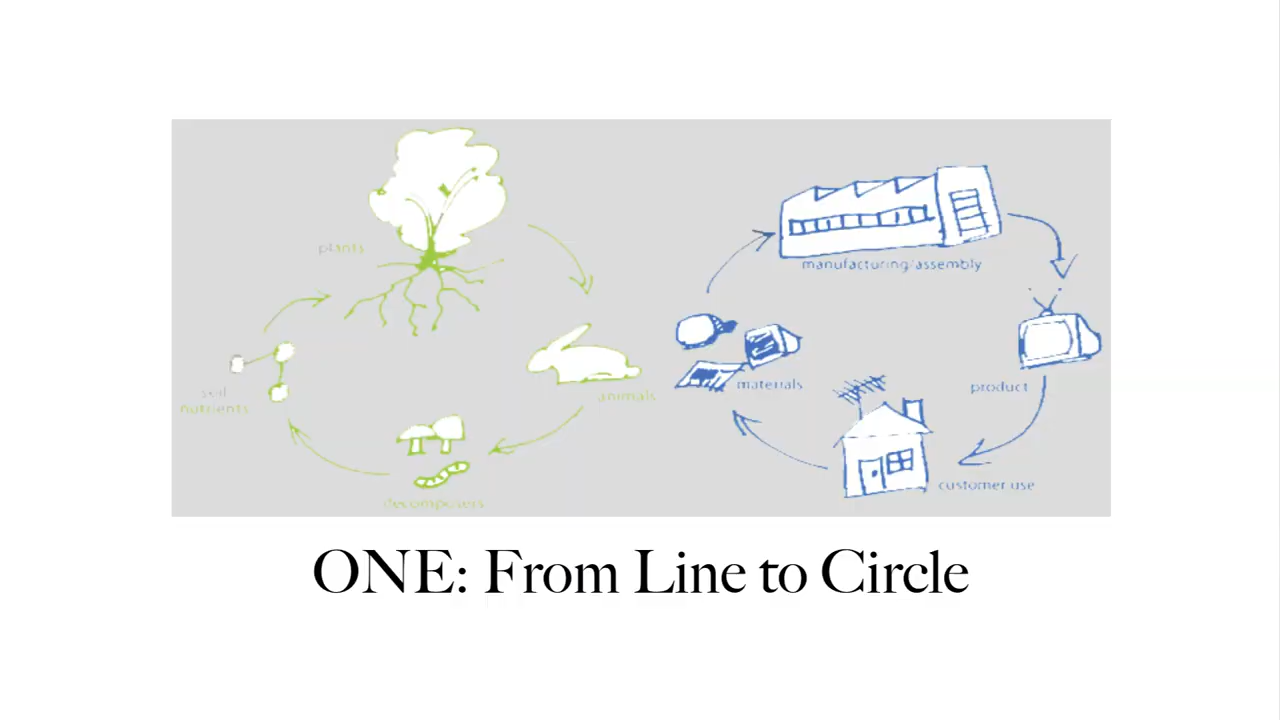 plants
soil
nutrients
animals
decomposers
manufacturing/assembly
materials
product
customer use
ONE: From Line to Circle